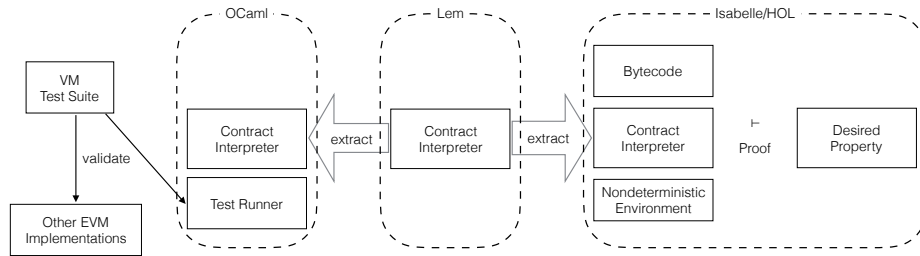 OCaml
Lem
Isabelle/HOL
VM
Test Suite
validate
Other EVM
Implementations
Contract
Interpreter
Test Runner
extract
Contract
Interpreter
extract
Bytecode
Contract
Interpreter
Nondeterministic
Environment
⊢
Proof
Desired
Property